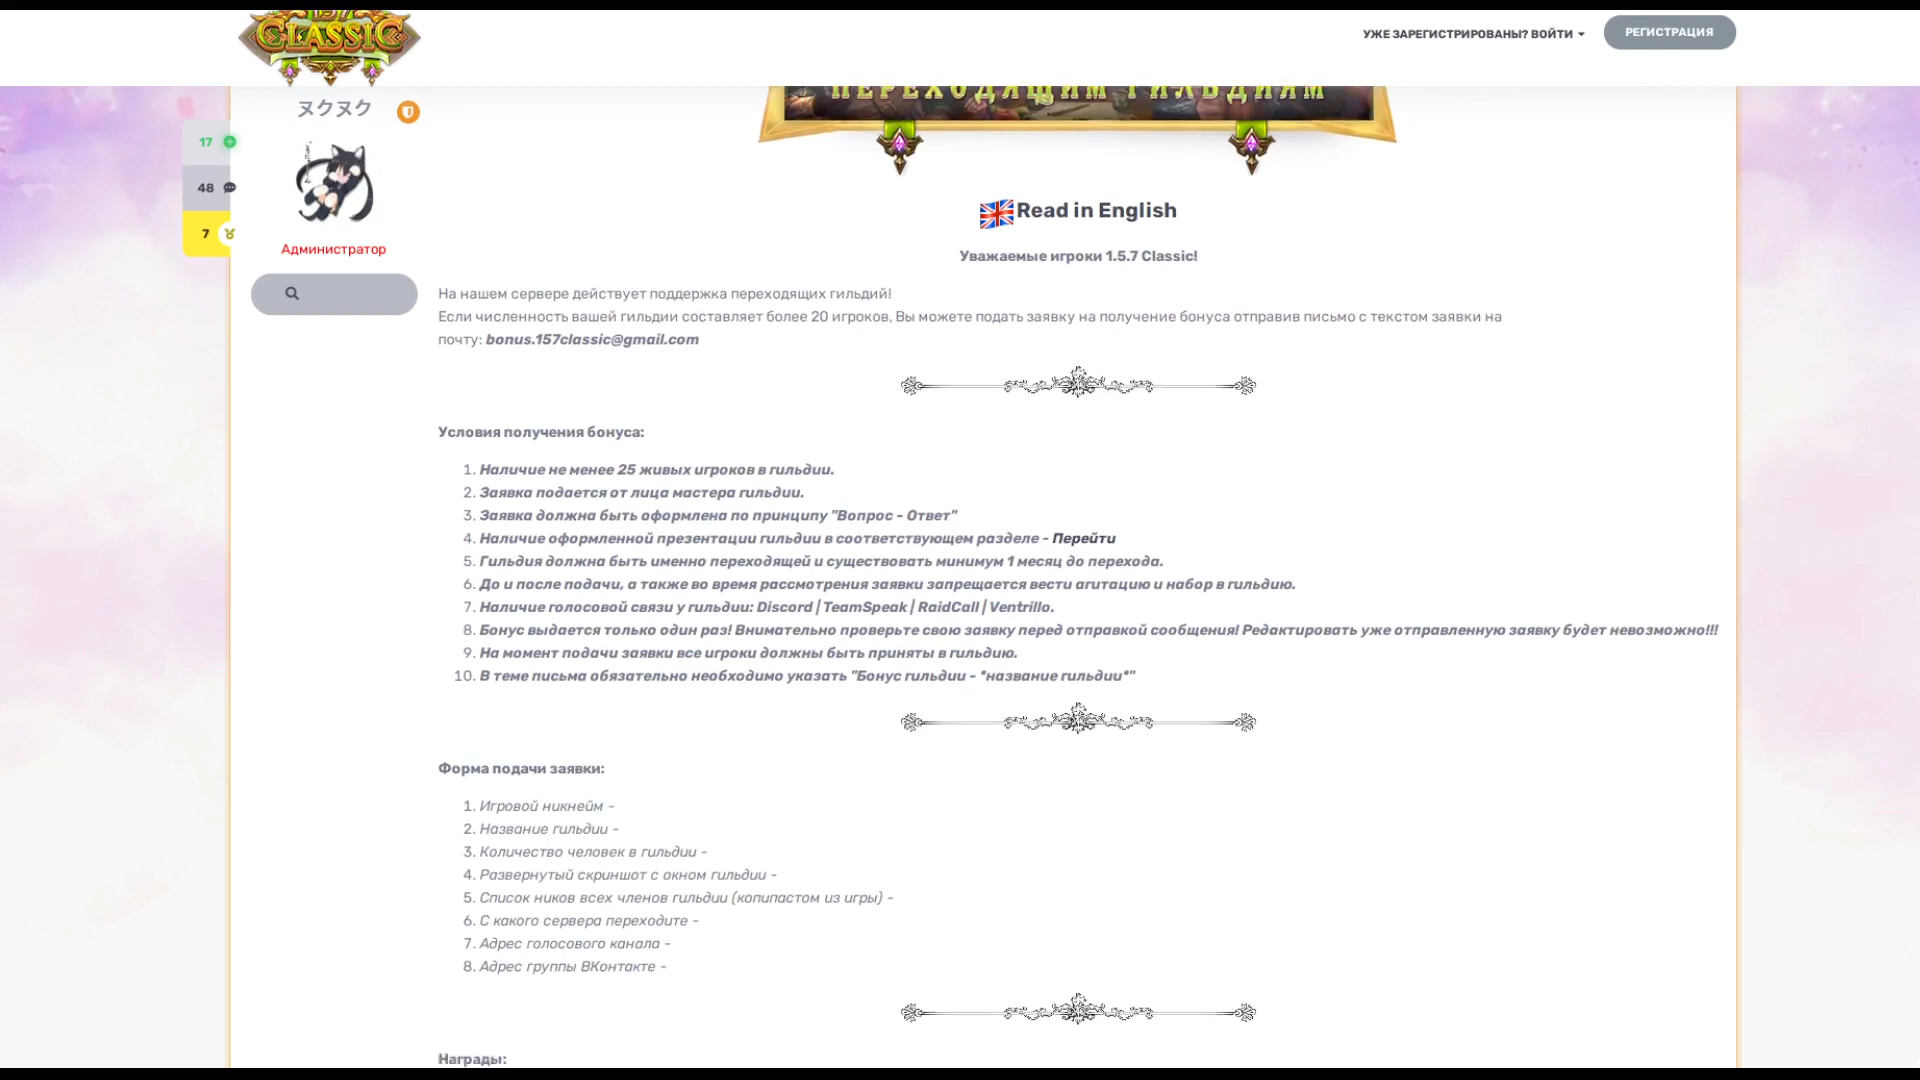 CLASSIC
УЖЕ ЗАРЕГИСТРИРОВАНЫ? ВОЙТИ
РЕГИСТРАЦИЯ
ПЕРЕХОДЯЩИМ ГИЛЬДИЯМ
ヌクヌク
17
48
7
Администратор
Read in English
Уважаемые игроки 1.5.7 Classic!
На нашем сервере действует поддержка переходящих гильдий!
Если численность вашей гильдии составляет более 20 игроков, Вы можете подать заявку на получение бонуса отправив письмо с текстом заявки на
почту: bonus.157classic@gmail.com
Условия получения бонуса:
1. Наличие не менее 25 живых игроков в гильдии.
2. Заявка подается от лица мастера гильдии.
3. Заявка должна быть оформлена по принципу "Вопрос - Ответ"
4. Наличие оформленной презентации гильдии в соответствующем разделе - Перейти
5. Гильдия должна быть именно переходящей и существовать минимум 1 месяц до перехода.
6. До и после подачи, а также во время рассмотрения заявки запрещается вести агитацию и набор в гильдию.
7. Наличие голосовой связи у гильдии: Discord | TeamSpeak | RaidCall | Ventrillo.
8. Бонус выдается только один раз! Внимательно проверьте свою заявку перед отправкой сообщения! Редактировать уже отправленную заявку будет невозможно!!!
9. На момент подачи заявки все игроки должны быть приняты в гильдию.
10. В теме письма обязательно необходимо указать "Бонус гильдии - *название гильдии*"
Форма подачи заявки:
1. Игровой никнейм -
2. Название гильдии -
3. Количество человек в гильдии -
4. Развернутый скриншот с окном гильдии -
5. Список ников всех членов гильдии (копипастом из игры) -
6. С какого сервера переходите -
7. Адрес голосового канала -
8. Адрес группы ВКонтакте -
Награды: